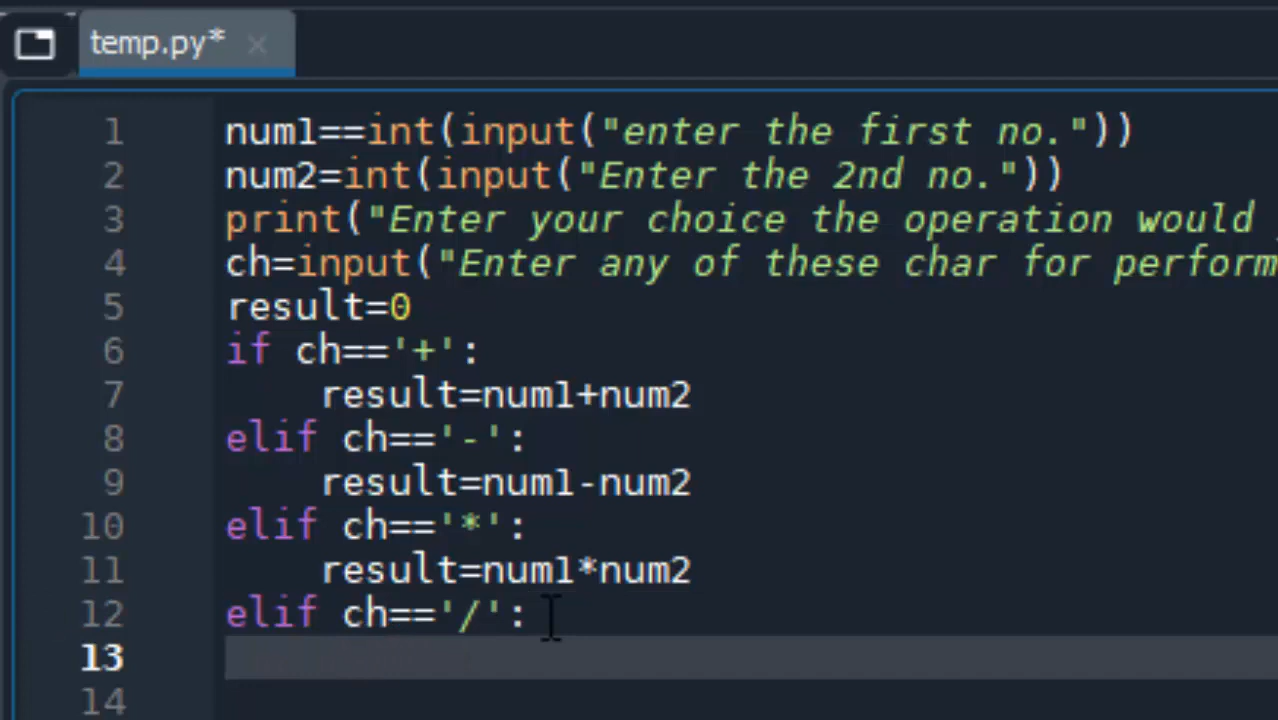 temp.py*
1 num1==int(input("enter the first no."))
2 num2=int(input("Enter the 2nd no."))
3 print("Enter your choice the operation would
4 ch=input("Enter any of these char for perform
5 result=0
6 if ch=='+':
7 result=num1+num2
8 elif ch=='-':
9 result=num1-num2
10 elif ch=='*':
11 result=num1*num2
12 elif ch=='/':
13
14